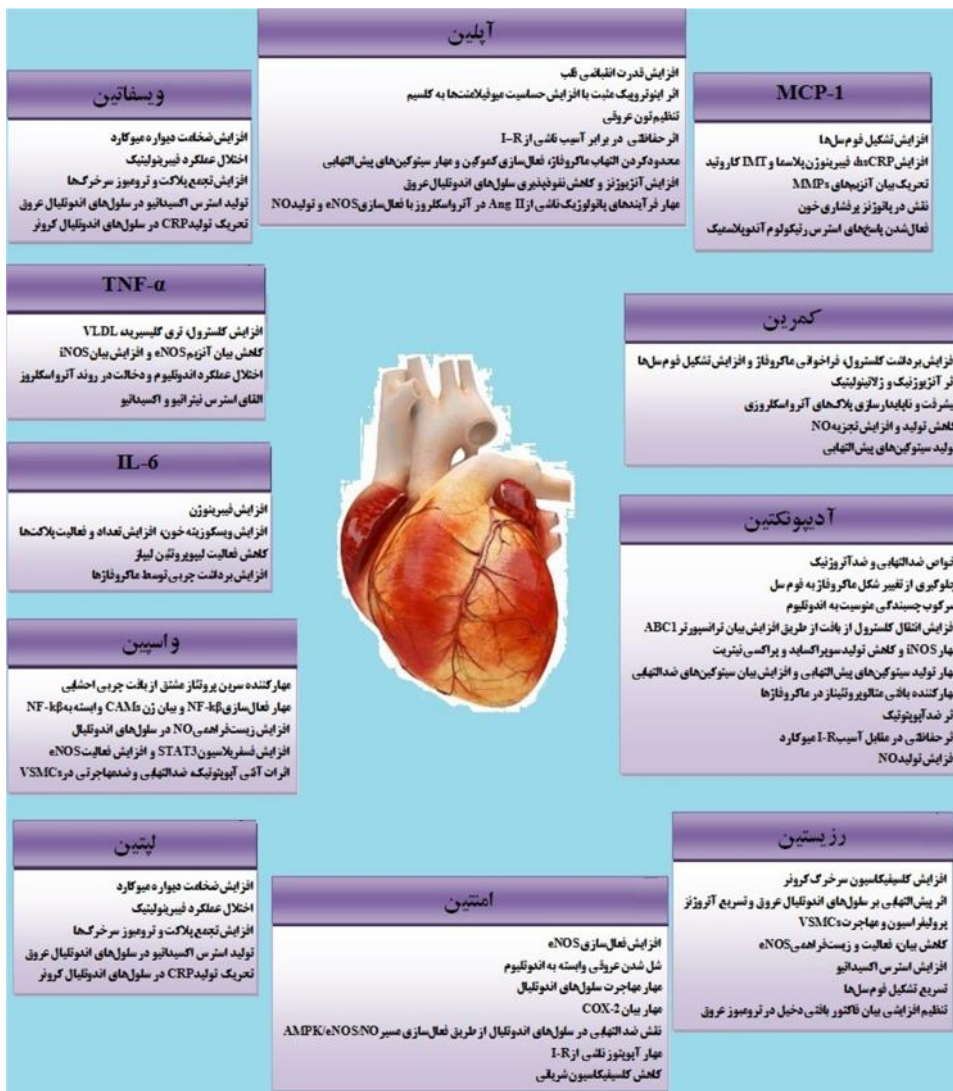 آپلین
افزایش قدرت انقباضی قلب
اثر اینوتروپیک مثبت با افزایش حساسیت میوفیلامنت‌ها به کلسیم
تنظیم تون عروقی
اثر حفاظتی در برابر آسیب ناشی از I-R
محدودکردن التهاب ماکروفاژ، فعال‌سازی کموکین و مهار سیتوکین‌های پیش‌التهابی
افزایش آنژیوژنز و کاهش نفوذپذیری سلول‌های اندوتلیال عروق
مهار فرآیندهای پاتولوژیک ناشی از Ang II در آترواسکلروز با فعال‌سازی eNOS و تولید NO
MCP-1
افزایش تشکیل فوم‌سل‌ها
افزایش hsCRP، فیبرینوژن پلاسما و IMT کاروتید
تحریک بیان آنزیم‌های MMPs
نقش در پاتوژنز پرفشاری خون
فعال‌شدن پاسخ‌های استرس رتیکولوم آندوپلاسمیک
ویسفاتین
افزایش ضخامت دیواره میوکارد
اختلال عملکرد فیبرینولیتیک
افزایش تجمع پلاکت و ترومبوز سرخرگ‌ها
تولید استرس اکسیداتیو در سلول‌های اندوتلیال عروق
تحریک تولید CRP در سلول‌های اندوتلیال کرونر
TNF-α
افزایش کلسترول، تری گلیسیرید، VLDL
کاهش بیان آنزیم eNOS و افزایش بیان iNOS
اختلال عملکرد اندوتلیوم و دخالت در روند آترواسکلروز
القای استرس نیتراتیو و اکسیداتیو
کمرین
فزایش برداشت کلسترول، فراخوانی ماکروفاژ و افزایش تشکیل فوم‌سل‌ها
ثر آنژیوژنیک و ژلاتینولیتیک
یشرفت و ناپایدارسازی پلاک‌های آترواسکلروزی
کاهش تولید و افزایش تجزیه NO
ولید سیتوکین‌های پیش‌التهابی
IL-6
افزایش فیبرینوژن
افزایش ویسکوزیته خون، افزایش تعداد و فعالیت پلاکت‌ها
کاهش فعالیت لیپوپروتئین لیپاز
افزایش برداشت چربی توسط ماکروفاژها
آدیپونکتین
خواص ضدالتهابی و ضدآتروژنیک
جلوگیری از تغییر شکل ماکروفاژ به فوم سل
سرکوب چسبندگی منوسیت به اندوتلیوم
فزایش انتقال کلسترول از بافت از طریق افزایش بیان ترانسپورتر ABC1
هار iNOS و کاهش تولید سوپراکساید و پراکسی نیتریت
هار تولید سیتوکین‌های پیش‌التهابی و افزایش بیان سیتوکین‌های ضدالتهابی
هارکننده بافتی متالوپروتئیناز در ماکروفاژها
ثر ضدآپوپتوتیک
ثر حفاظتی در مقابل آسیب I-R میوکارد
فزایش تولید NO
واسپین
مهارکننده سرین پروتئاز مشتق از بافت چربی احشایی
مهار فعال‌سازی NF-kβ و بیان ژن CAMs وابسته به NF-kβ
افزایش زیست‌فراهمی NO در سلول‌های اندوتلیال
افزایش فسفریلاسیون STAT3 و افزایش فعالیت eNOS
اثرات آنتی آپوپتوتیک، ضدالتهابی و ضدمهاجرتی در VSMCs
لپتین
افزایش ضخامت دیواره میوکارد
اختلال عملکرد فیبرینولیتیک
افزایش تجمع پلاکت و ترومبوز سرخرگ‌ها
تولید استرس اکسیداتیو در سلول‌های اندوتلیال عروق
تحریک تولید CRP در سلول‌های اندوتلیال کرونر
رزیستین
افزایش کلسیفیکاسیون سرخرگ کرونر
اثر پیش‌التهابی بر سلول‌های اندوتلیال عروق و تسریع آتروژنز
پرولیفراسیون و مهاجرت VSMCs
کاهش بیان، فعالیت و زیست‌فراهمی eNOS
افزایش استرس اکسیداتیو
تسریع تشکیل فوم‌سل‌ها
تنظیم افزایشی بیان فاکتور بافتی دخیل در ترومبوز عروق
امنتین
افزایش فعال‌سازی eNOS
شل شدن عروقی وابسته به اندوتلیوم
مهار مهاجرت سلول‌های اندوتلیال
مهار بیان COX-2
نقش ضدالتهابی در سلول‌های اندوتلیال از طریق فعال‌سازی مسیر AMPK/eNOS/NO
مهار آپوپتوز ناشی از I-R
کاهش کلسیفیکاسیون شریانی